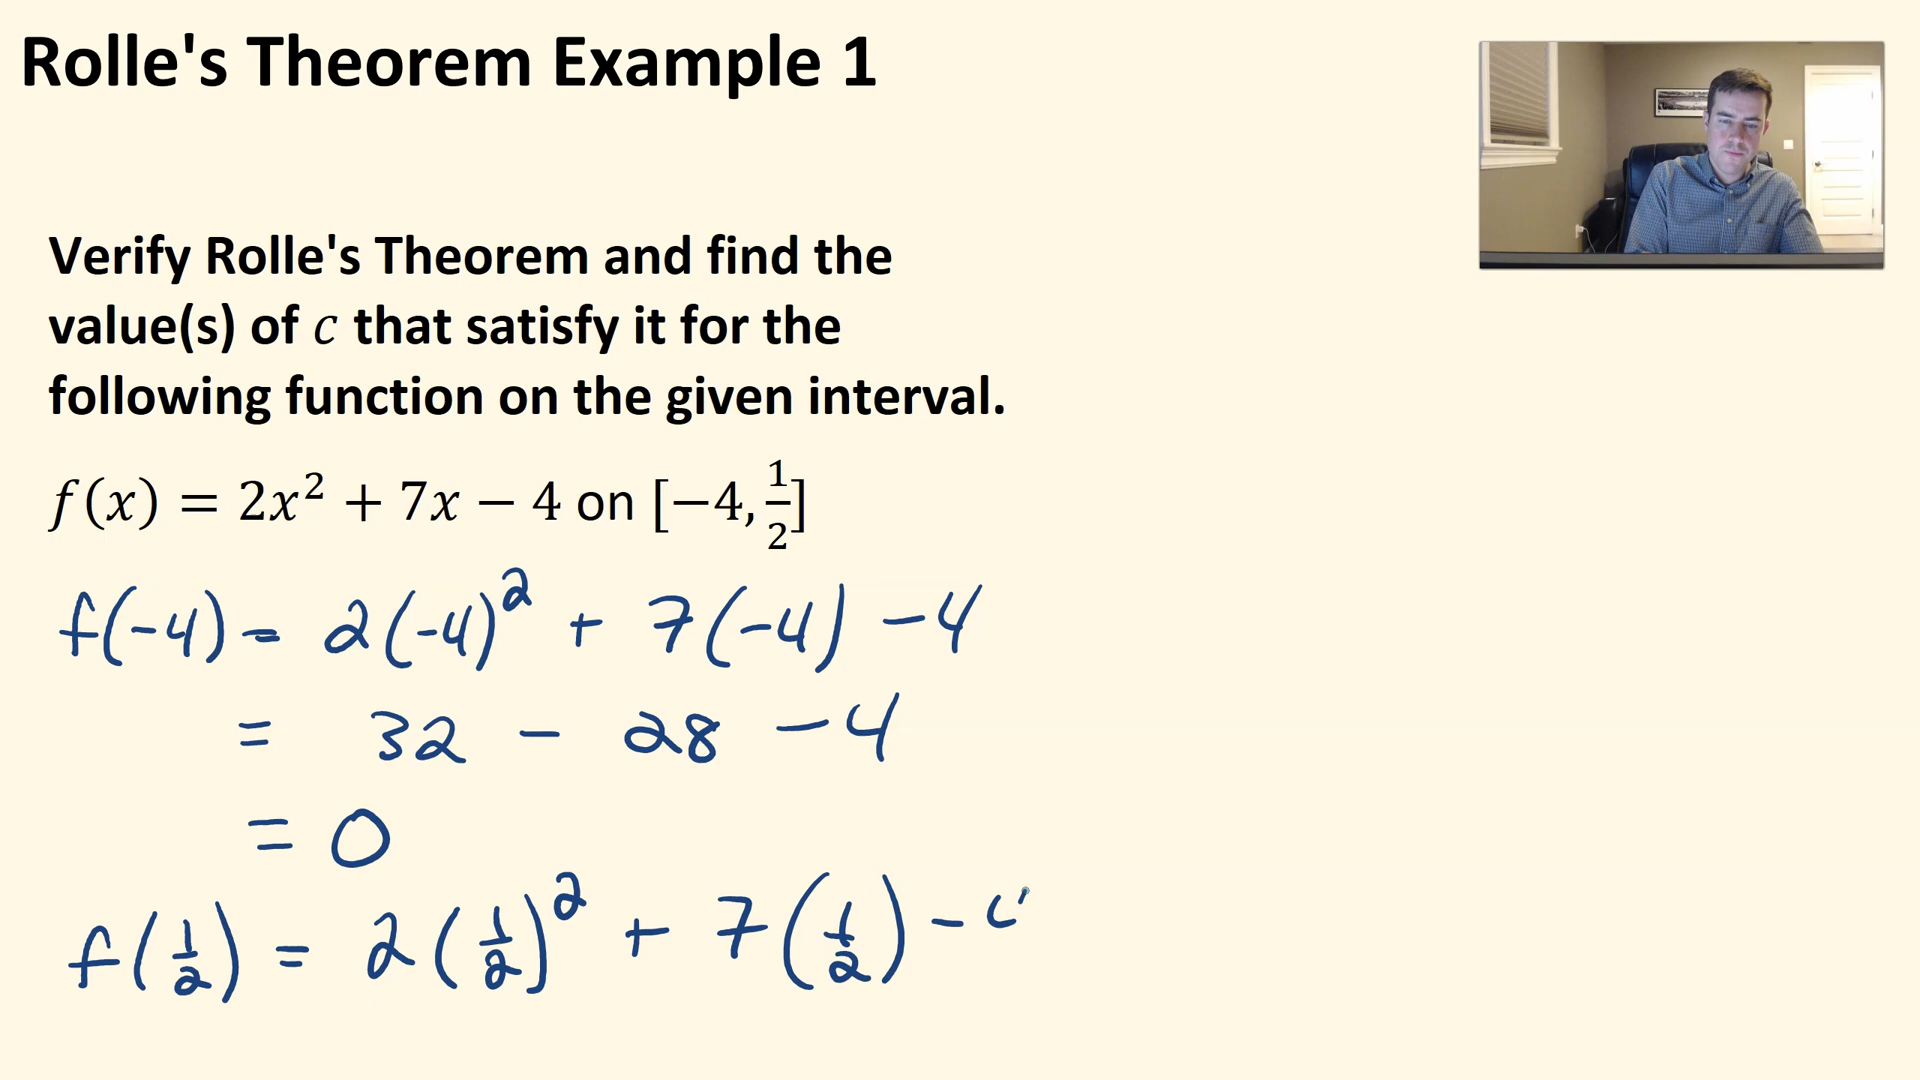 Rolle's Theorem Example 1
Verify Rolle's Theorem and find the
value(s) of c that satisfy it for the
following function on the given interval.
f(x) = 2x² + 7x − 4 on [−4, 1/2]
f(-4) = 2(-4)² + 7(-4) - 4
= 32 - 28 - 4
= 0
f(1/2) = 2(1/2)² + 7(1/2) - 4